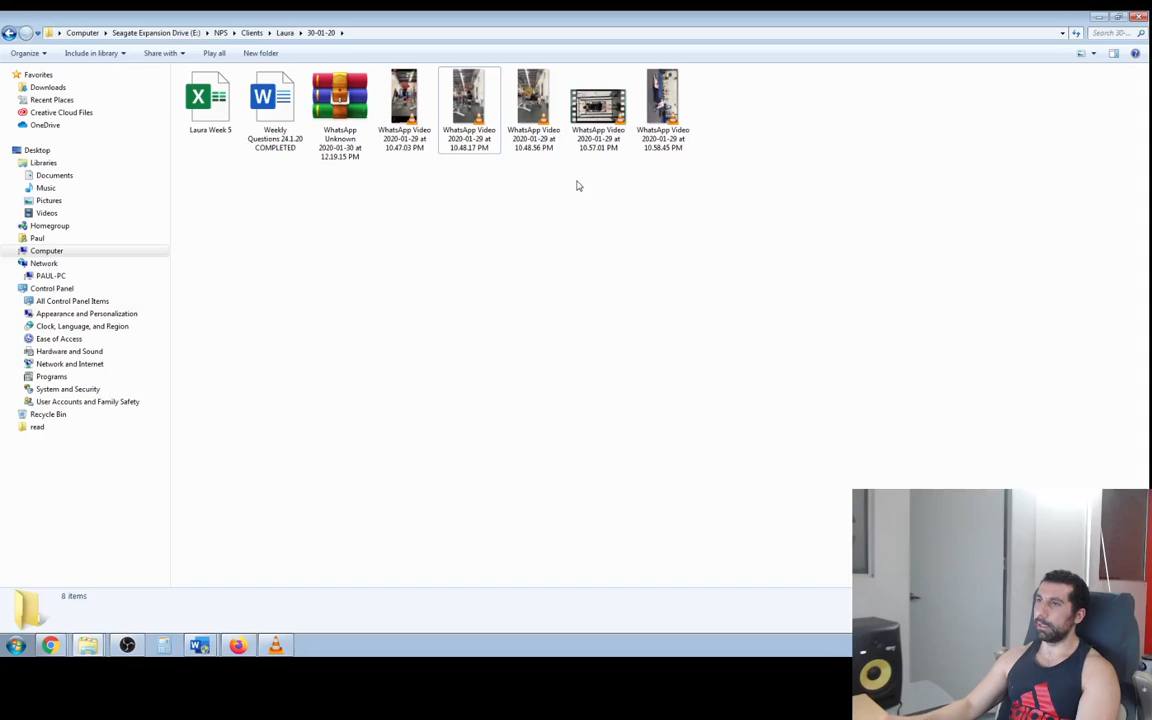 Computer
Seagate Expansion Drive (E:)
NPS
Clients
Laura
30-01-20
Search 30-...
Organize
Include in library
Share with
Play all
New folder
Favorites
Downloads
Recent Places
Creative Cloud Files
OneDrive
Desktop
Libraries
Documents
Music
Pictures
Videos
Homegroup
Paul
Computer
Network
PAUL-PC
Control Panel
All Control Panel Items
Appearance and Personalization
Clock, Language, and Region
Ease of Access
Hardware and Sound
Network and Internet
Programs
System and Security
User Accounts and Family Safety
Recycle Bin
read
Laura Week 5
Weekly
Questions 24.1.20
COMPLETED
WhatsApp
Unknown
2020-01-30 at
12.19.15 PM
WhatsApp Video
2020-01-29 at
10.47.03 PM
WhatsApp Video
2020-01-29 at
10.48.17 PM
WhatsApp Video
2020-01-29 at
10.48.56 PM
WhatsApp Video
2020-01-29 at
10.57.01 PM
WhatsApp Video
2020-01-29 at
10.58.45 PM
8 items